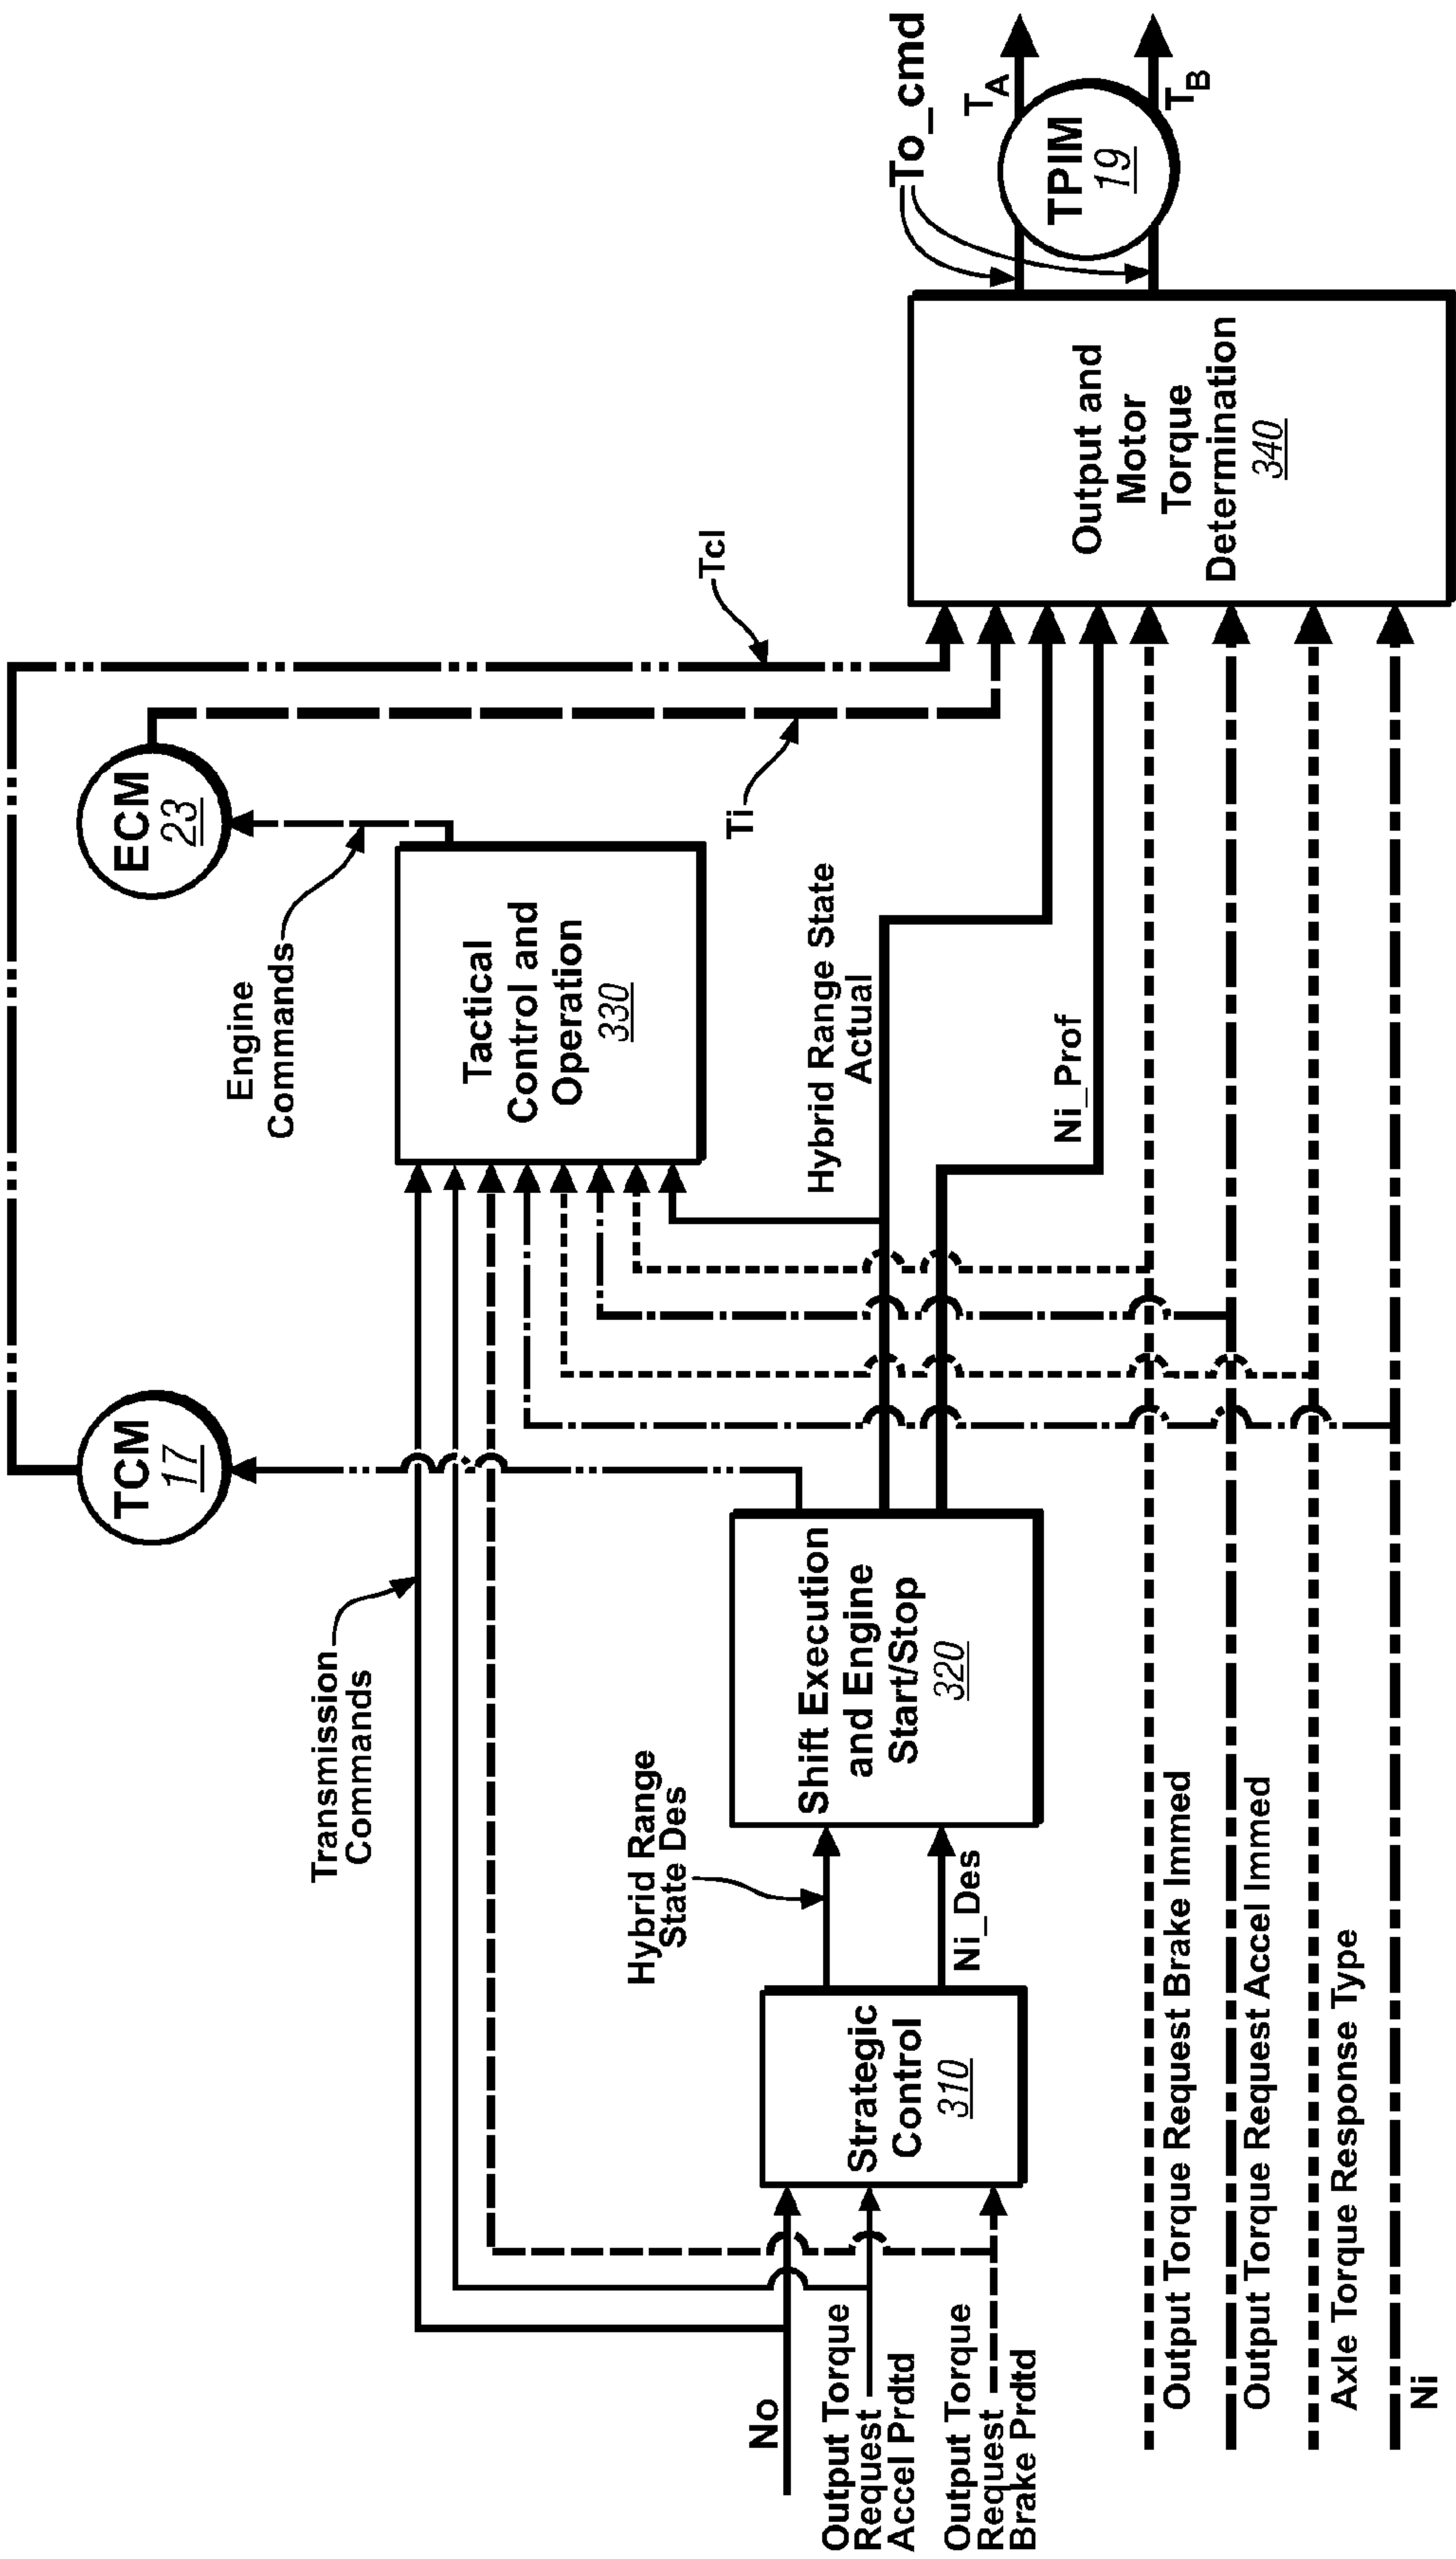 TCM
17
ECM
23
Tcl
Ti
To_cmd
TA
TB
TPIM
19
Transmission
Commands
Engine
Commands
Tactical
Control and
Operation
330
Hybrid Range State
Actual
Ni_Prof
Output and
Motor
Torque
Determination
340
Hybrid Range
State Des
Ni_Des
Shift Execution
and Engine
Start/Stop
320
Strategic
Control
310
No
Output Torque
Request
Accel Prdtd
Output Torque
Request
Brake Prdtd
Output Torque Request Brake Immed
Output Torque Request Accel Immed
Axle Torque Response Type
Ni